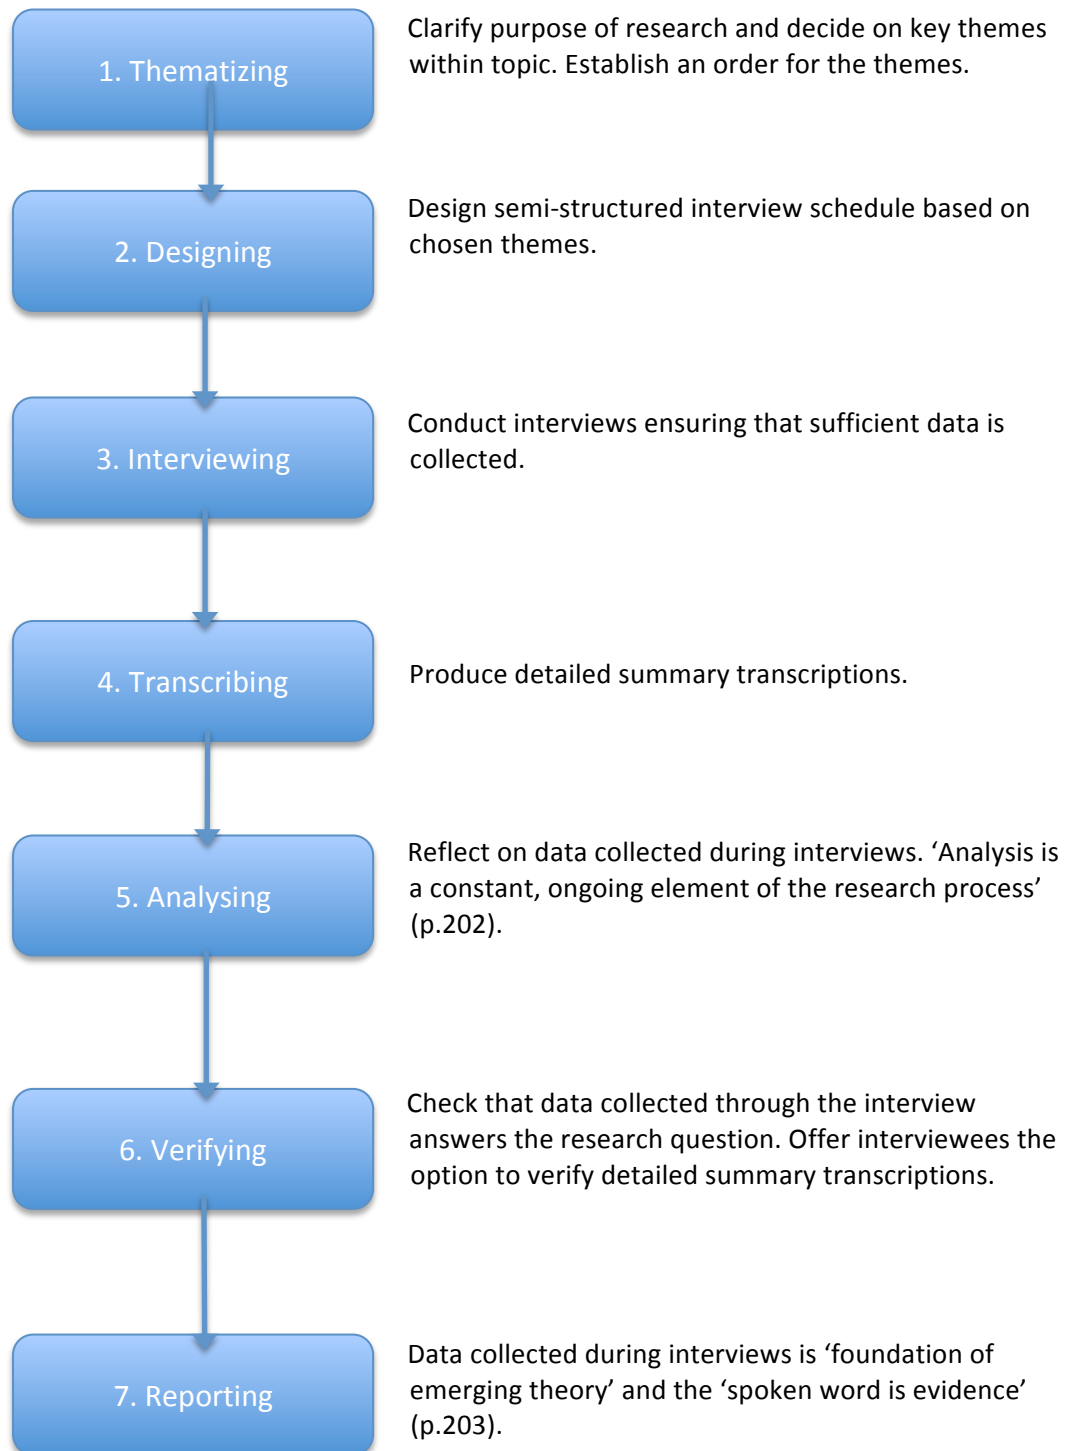 1. Thematizing
Clarify purpose of research and decide on key themes
within topic. Establish an order for the themes.
2. Designing
Design semi-structured interview schedule based on
chosen themes.
3. Interviewing
Conduct interviews ensuring that sufficient data is
collected.
4. Transcribing
Produce detailed summary transcriptions.
5. Analysing
Reflect on data collected during interviews. ‘Analysis is
a constant, ongoing element of the research process’
(p.202).
6. Verifying
Check that data collected through the interview
answers the research question. Offer interviewees the
option to verify detailed summary transcriptions.
7. Reporting
Data collected during interviews is ‘foundation of
emerging theory’ and the ‘spoken word is evidence’
(p.203).